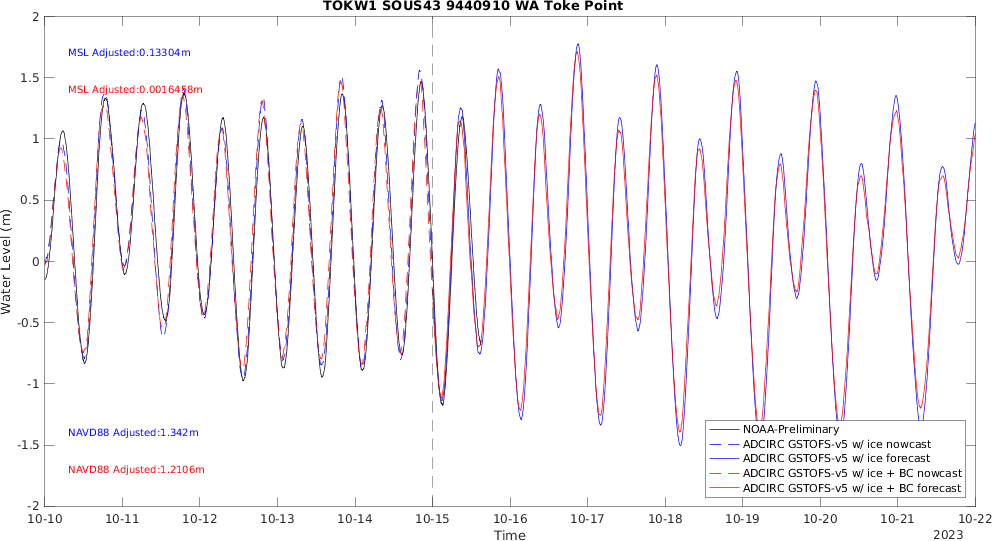 TOKW1 SOUS43 9440910 WA Toke Point
2
1.5
1
0.5
0
-0.5
-1
-1.5
-2
Water Level (m)
MSL Adjusted:0.13304m
MSL Adjusted:0.0016458m
NAVD88 Adjusted:1.342m
NAVD88 Adjusted:1.2106m
NOAA-Preliminary
ADCIRC GSTOFS-v5 w/ ice nowcast
ADCIRC GSTOFS-v5 w/ ice forecast
ADCIRC GSTOFS-v5 w/ ice + BC nowcast
ADCIRC GSTOFS-v5 w/ ice + BC forecast
10-10 10-11 10-12 10-13 10-14 10-15 10-16 10-17 10-18 10-19 10-20 10-21 10-22
Time
2023